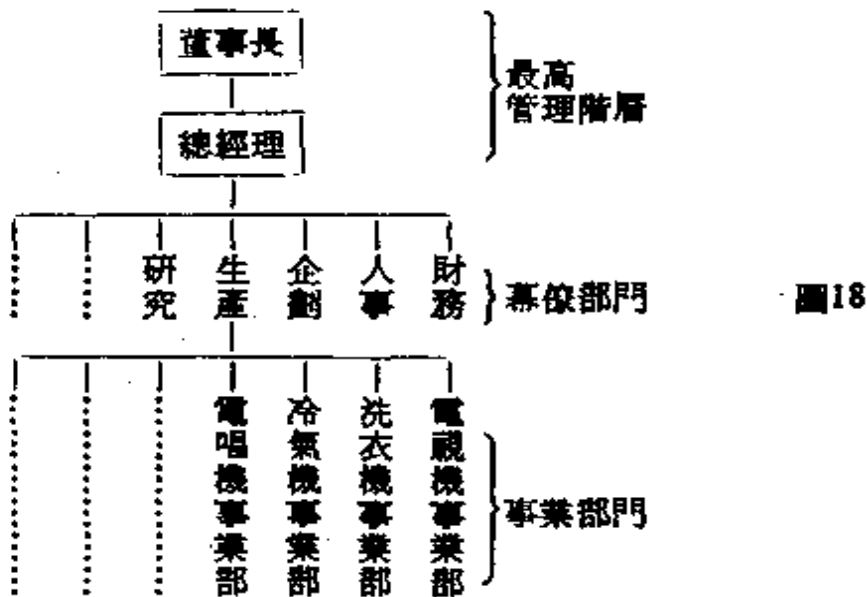 董事長
最高
管理階層
總經理
研究
生產
企劃
人事
財務
幕僚部門
圖18
電唱機事業部
冷氣機事業部
洗衣機事業部
電視機事業部
事業部門